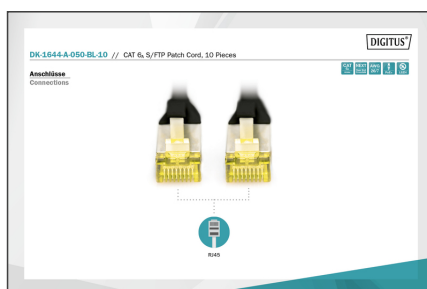 DIGITUS®
DK-1644-A-050-BL-10 // CAT 6A S/FTP Patch Cord, 10 Pieces
Anschlüsse
Connections
RJ45